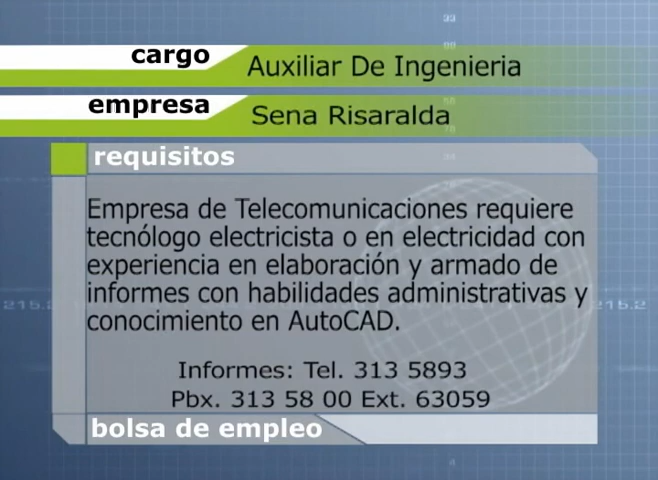 cargo Auxiliar De Ingenieria
empresa Sena Risaralda
requisitos
Empresa de Telecomunicaciones requiere
tecnólogo electricista o en electricidad con
experiencia en elaboración y armado de
informes con habilidades administrativas y
conocimiento en AutoCAD.
Informes: Tel. 313 5893
Pbx. 313 58 00 Ext. 63059
bolsa de empleo